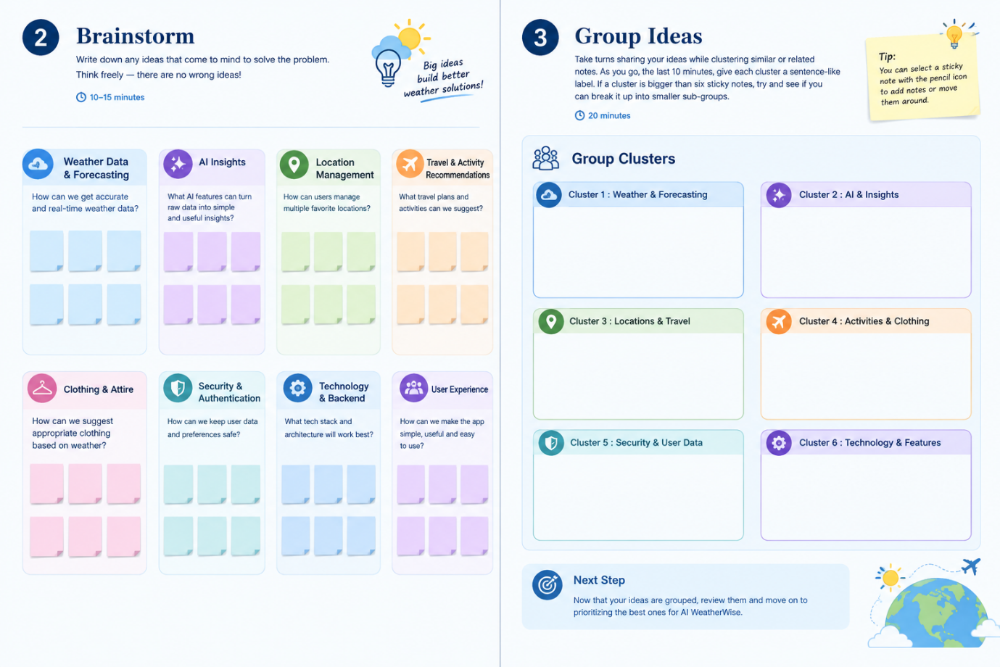 2
Brainstorm
Write down any ideas that come to mind to solve the problem.
Think freely — there are no wrong ideas!
10–15 minutes
Big ideas
build better
weather solutions!
Weather Data
& Forecasting
How can we get accurate
and real-time weather data?
AI Insights
What AI features can turn
raw data into simple
and useful insights?
Location
Management
How can users manage
multiple favorite locations?
Travel & Activity
Recommendations
What travel plans and
activities can we suggest?
Clothing & Attire
How can we suggest
appropriate clothing
based on weather?
Security &
Authentication
How can we keep user data
and preferences safe?
Technology
& Backend
What tech stack and
architecture will work best?
User Experience
How can we make the app
simple, useful and easy
to use?
3
Group Ideas
Take turns sharing your ideas while clustering similar or related
notes. As you go, the last 10 minutes, give each cluster a sentence-like
label. If a cluster is bigger than six sticky notes, try and see if you
can break it up into smaller sub-groups.
20 minutes
Tip:
You can select a sticky
note with the pencil icon
to add notes or move
them around.
Group Clusters
Cluster 1 : Weather & Forecasting
Cluster 2 : AI & Insights
Cluster 3 : Locations & Travel
Cluster 4 : Activities & Clothing
Cluster 5 : Security & User Data
Cluster 6 : Technology & Features
Next Step
Now that your ideas are grouped, review them and move on to
prioritizing the best ones for AI WeatherWise.